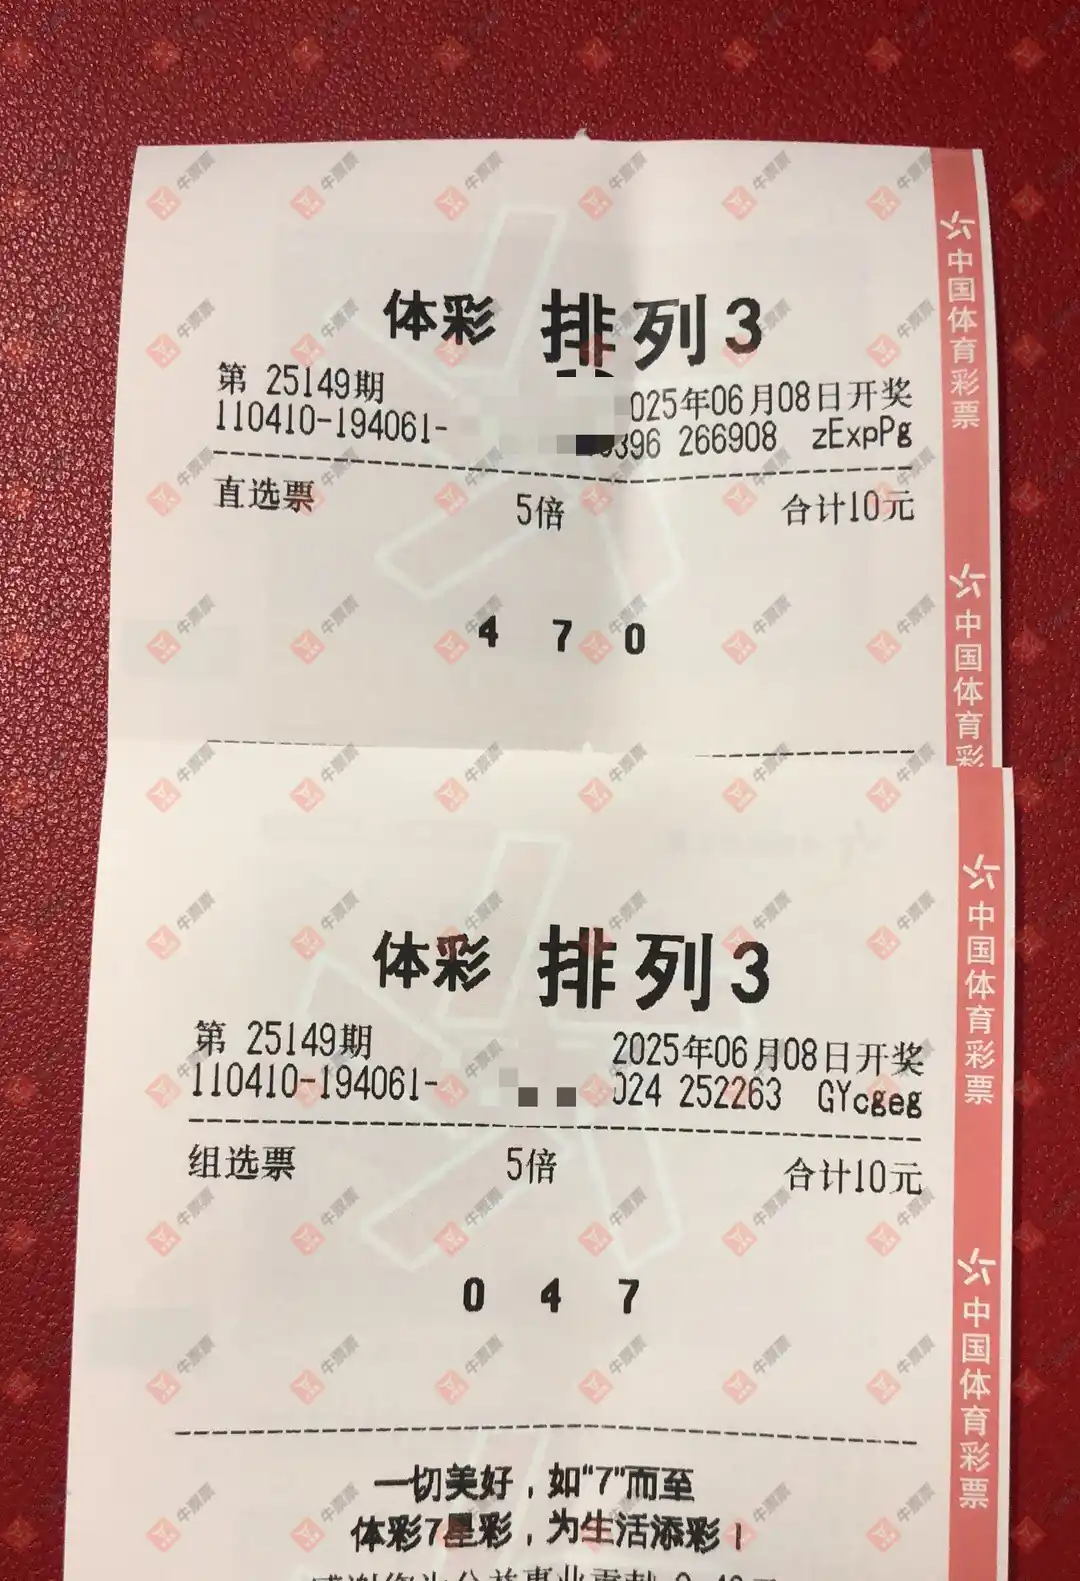 体彩 排列3
第 25149期
025年06月08日开奖
110410-194061- 396 266908 zExpPg
直选票 5倍 合计10元
4 7 0
中国体育彩票
中国体育彩
体彩 排列3
第 25149期 2025年06月08日开奖
110410-194061- 024 252263 GYcgeg
组选票 5倍 合计10元
0 4 7
一切美好，如“7”而至
体彩7星彩，为生活添彩！
中国体育彩票
中国体育彩票
牛票票